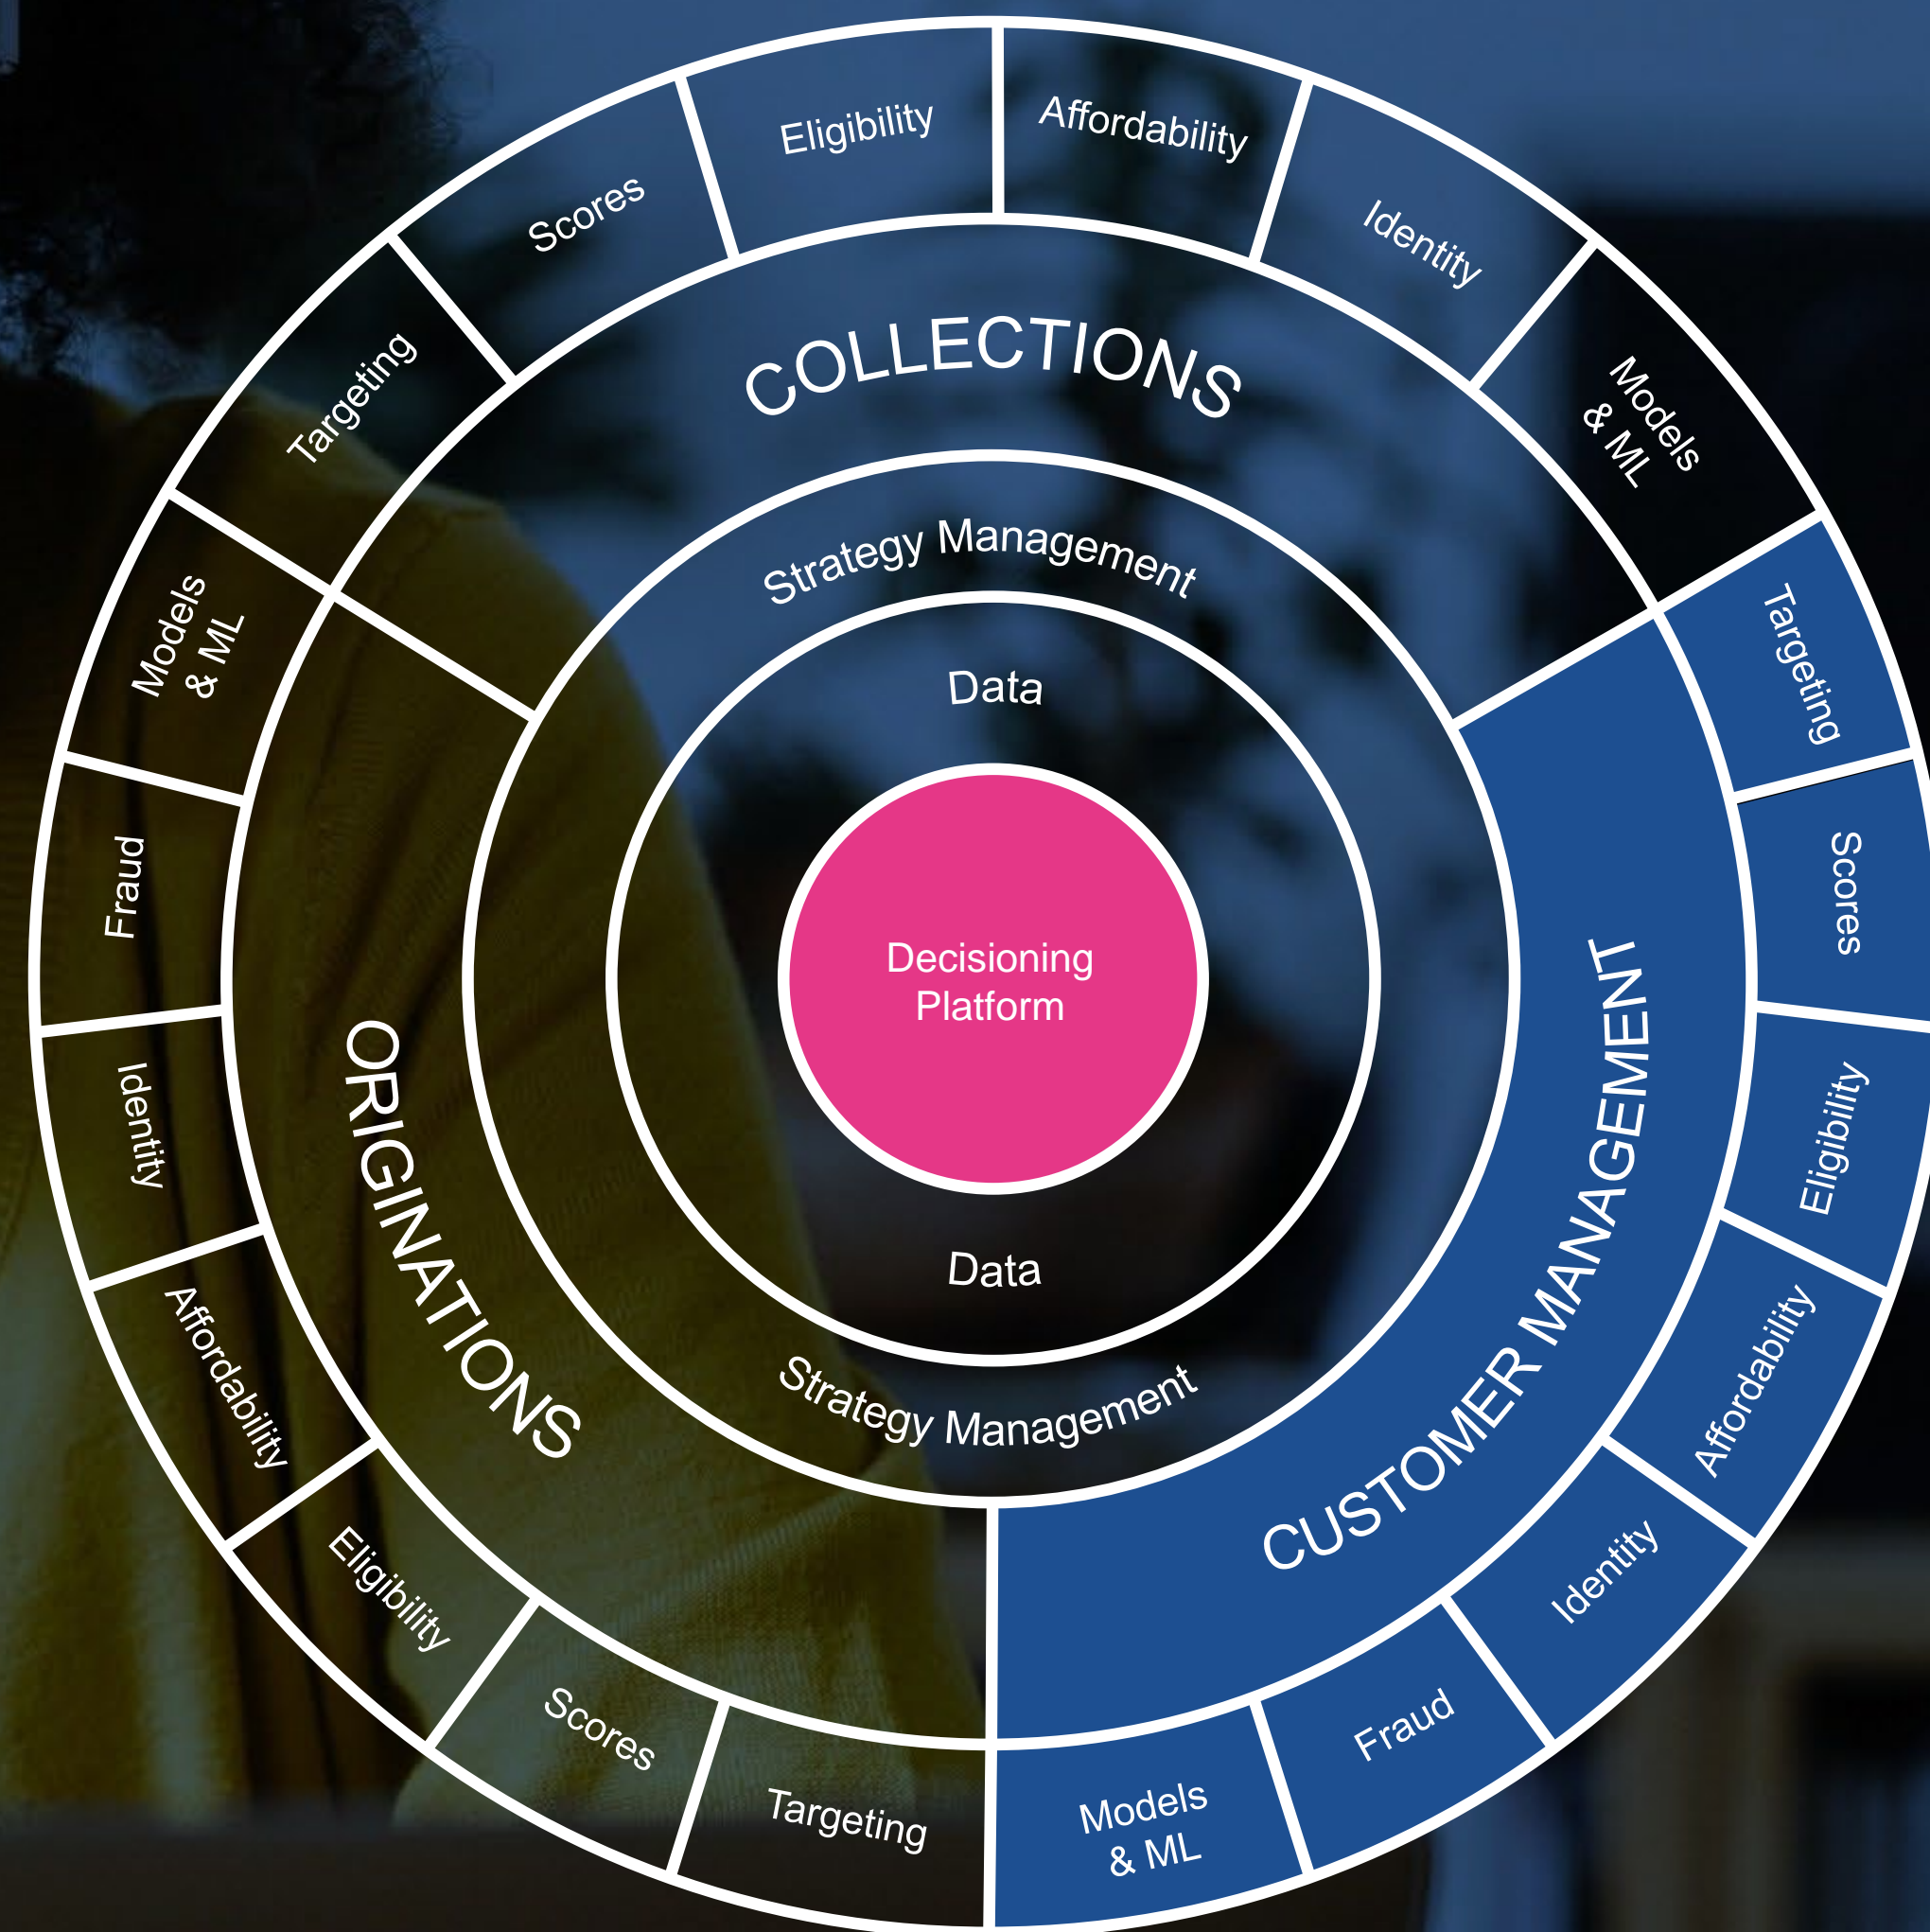 Eligibility
Affordability
Scores
Identity
Targeting
Models
& ML
COLLECTIONS
Strategy Management
Data
Decisioning
Platform
Data
Strategy Management
CUSTOMER MANAGEMENT
Targeting
Scores
Eligibility
Affordability
Identity
Fraud
Models
& ML
ORIGINATIONS
Targeting
Scores
Eligibility
Affordability
Identity
Fraud
Models
& ML